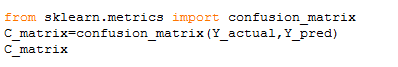 from sklearn.metrics import confusion_matrix
C_matrix=confusion_matrix(Y_actual,Y_pred)
C_matrix